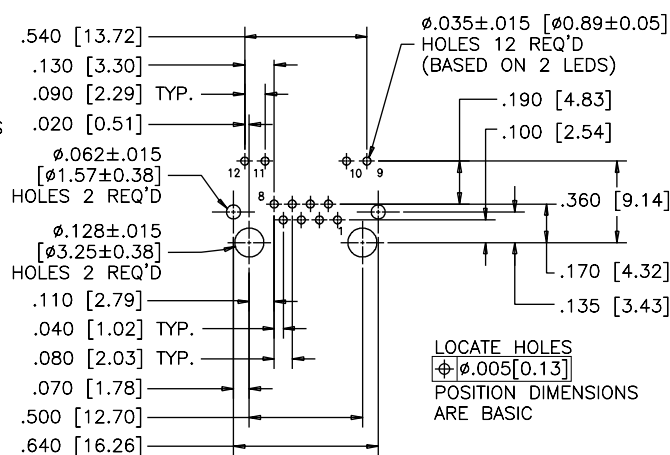 .540 [13.72]
.130 [3.30]
.090 [2.29] TYP.
S
.020 [0.51]
ø.062±.015
[ø1.57±0.38]
HOLES 2 REQ'D
ø.128±.015
[ø3.25±0.38]
HOLES 2 REQ'D
.110 [2.79]
.040 [1.02] TYP.
.080 [2.03] TYP.
.070 [1.78]
.500 [12.70]
.640 [16.26]
12
11
10
9
8
1
ø.035±.015 [ø0.89±0.05]
HOLES 12 REQ'D
(BASED ON 2 LEDS)
.190 [4.83]
.100 [2.54]
.360 [9.14]
.170 [4.32]
.135 [3.43]
LOCATE HOLES
⌖ ø.005[0.13]
POSITION DIMENSIONS
ARE BASIC